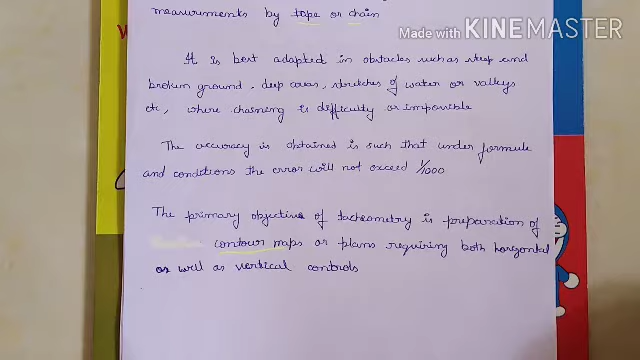 measurements by tape or chain
Made with KINEMASTER
It is best adapted in obstacles such as steep and
broken ground, deep , stretches of water or valleys
etc, where chaining is difficulty or impossible
The accuracy is obtained is such that under formule
and conditions the error will not exceed 1/1000
The primary objective of tacheometry is preparation of
contour maps or plans requiring both horizontal
as well as vertical controls